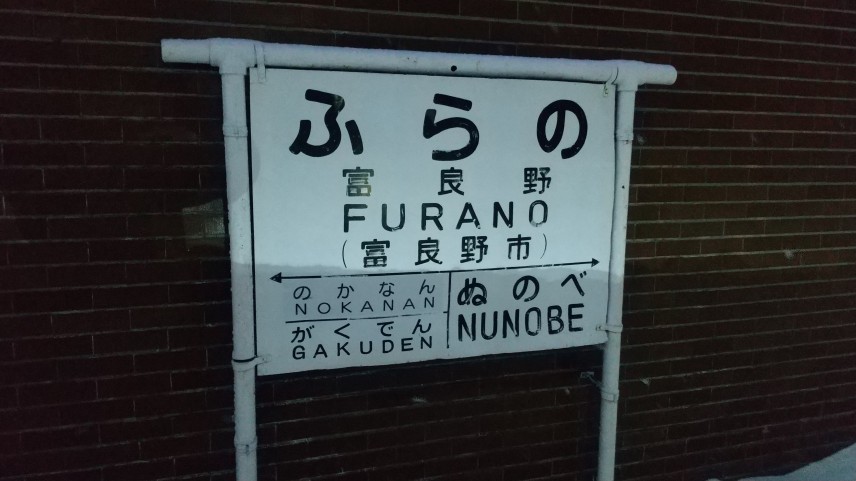 ふらの
富良野
FURANO
(富良野市)
のかなん
NOKANAN
がくでん
GAKUDEN
ぬのべ
NUNOBE